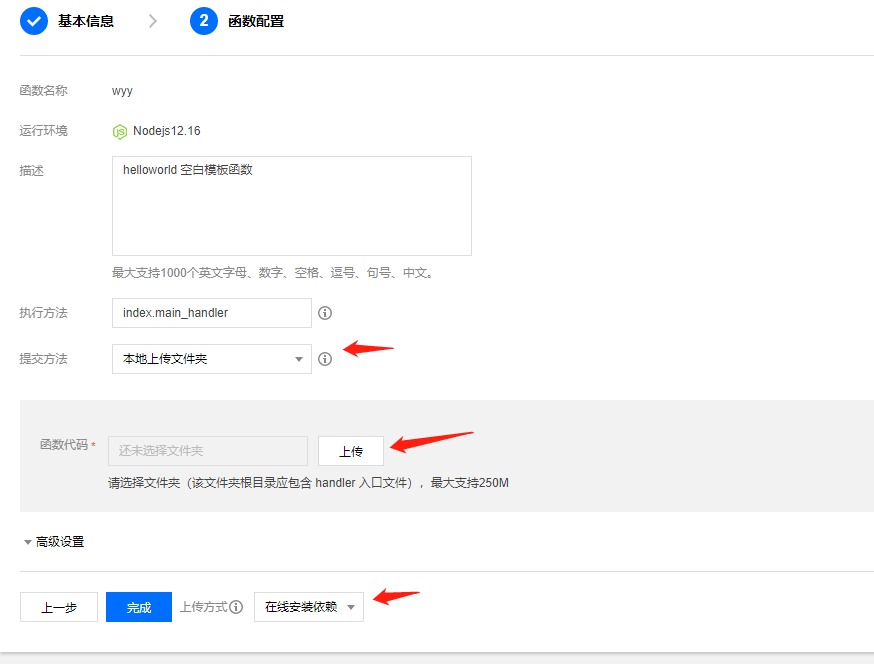 基本信息
2 函数配置
函数名称 wyy
运行环境 JS Nodejs12.16
描述 helloworld 空白模板函数
最大支持1000个英文字母、数字、空格、逗号、句号、中文。
执行方法 index.main_handler
提交方法 本地上传文件夹
函数代码 * 还未选择文件夹 上传
请选择文件夹（该文件夹根目录应包含 handler 入口文件），最大支持250M
高级设置
上一步 完成 上传方式 在线安装依赖